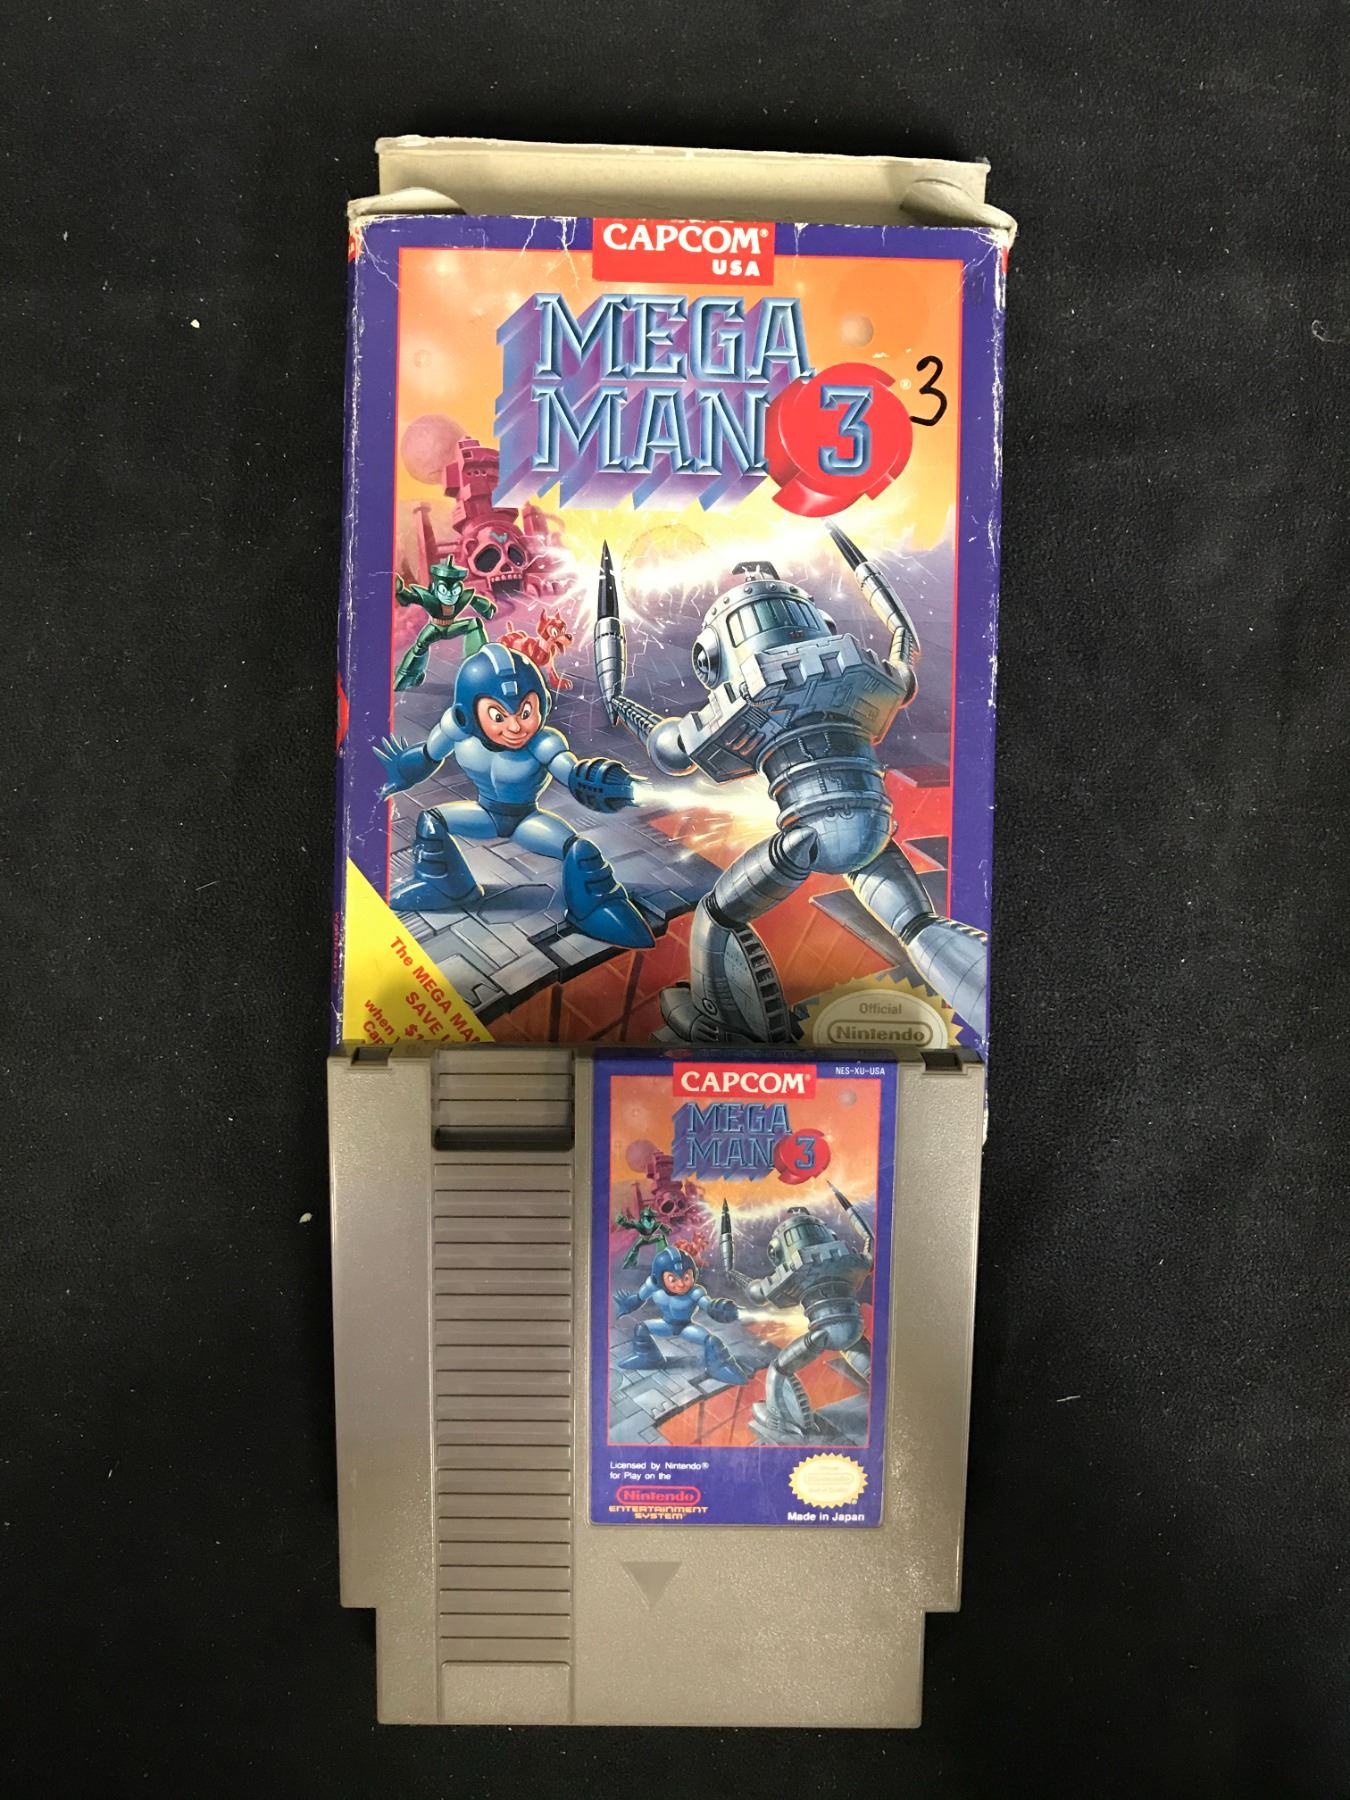 CAPCOM®
USA
MEGA
MAN 3 ® 3
The MEGA
SAVE
when
Official
Nintendo
NES-XU-USA
CAPCOM®
MEGA
MAN 3
Licensed by Nintendo®
for Play on the
Nintendo
ENTERTAINMENT
SYSTEM
Made in Japan